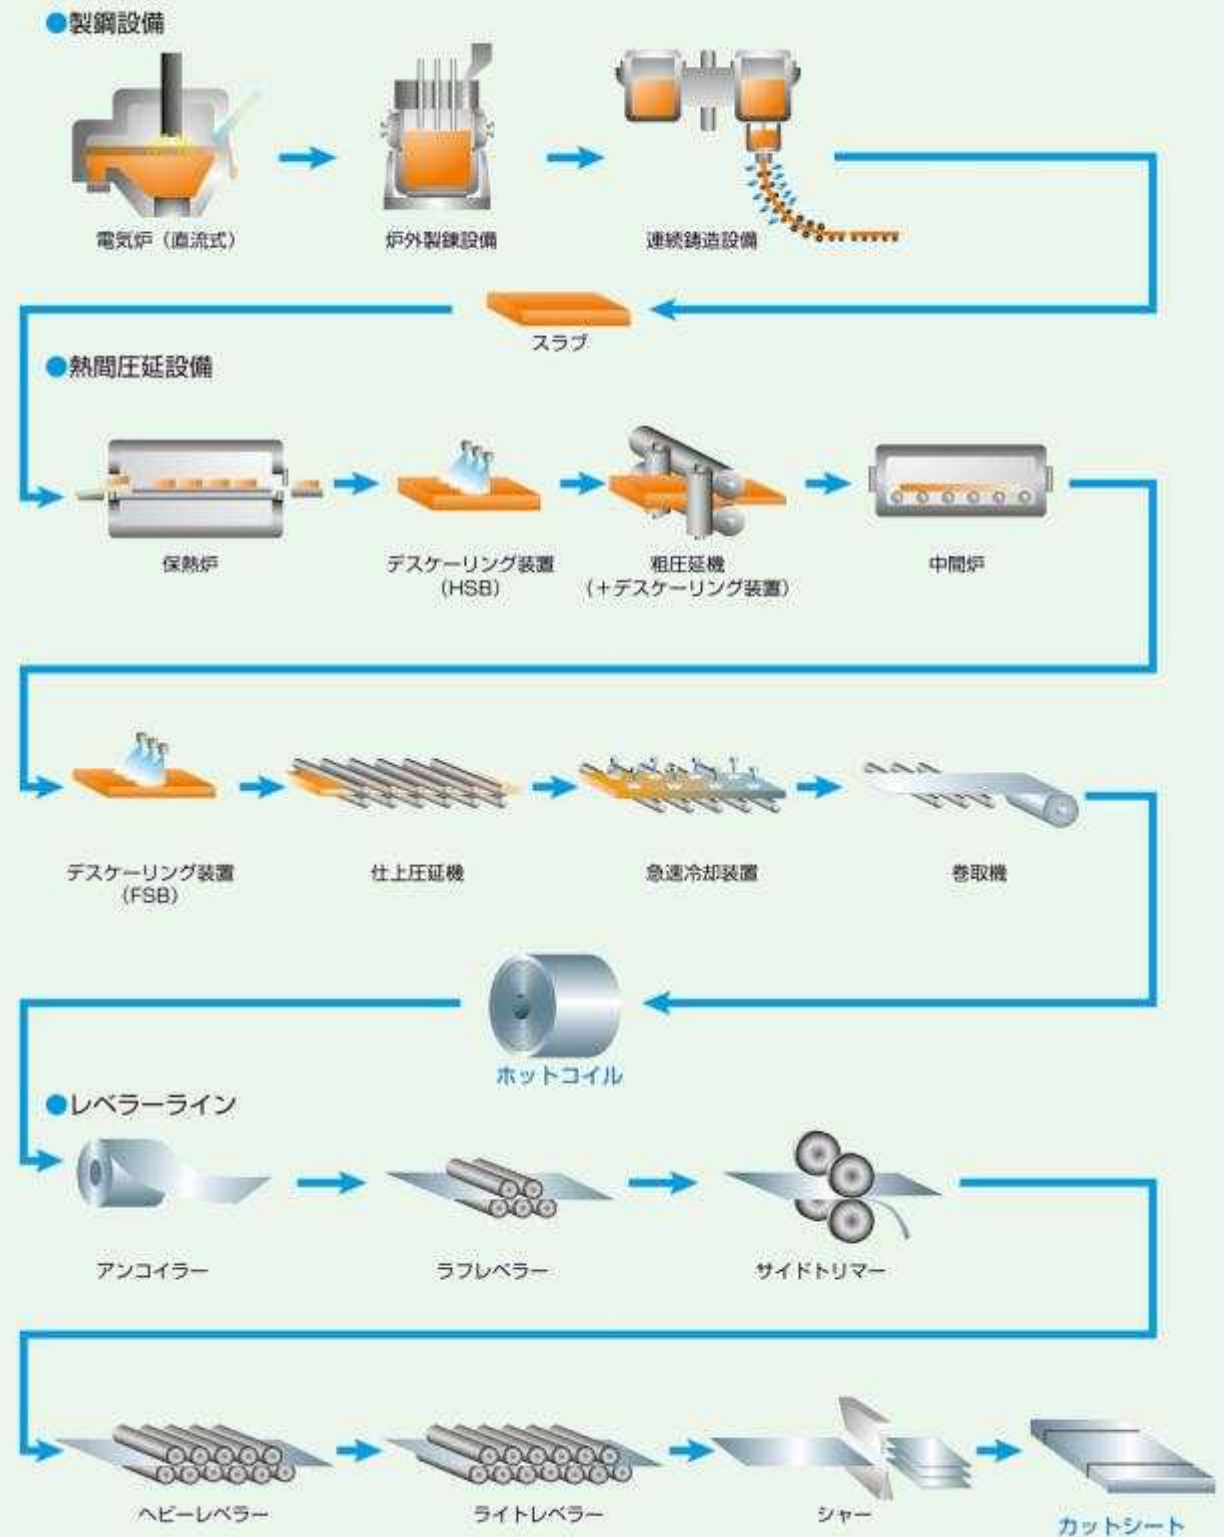 ●製鋼設備
電気炉（直流式）
炉外製錬設備
連続鋳造設備
スラブ
●熱間圧延設備
保熱炉
デスケーリング装置
(HSB)
粗圧延機
(＋デスケーリング装置)
中間炉
デスケーリング装置
(FSB)
仕上圧延機
急速冷却装置
巻取機
ホットコイル
●レベラーライン
アンコイラー
ラフレベラー
サイドトリマー
ヘビーレベラー
ライトレベラー
シャー
カットシート